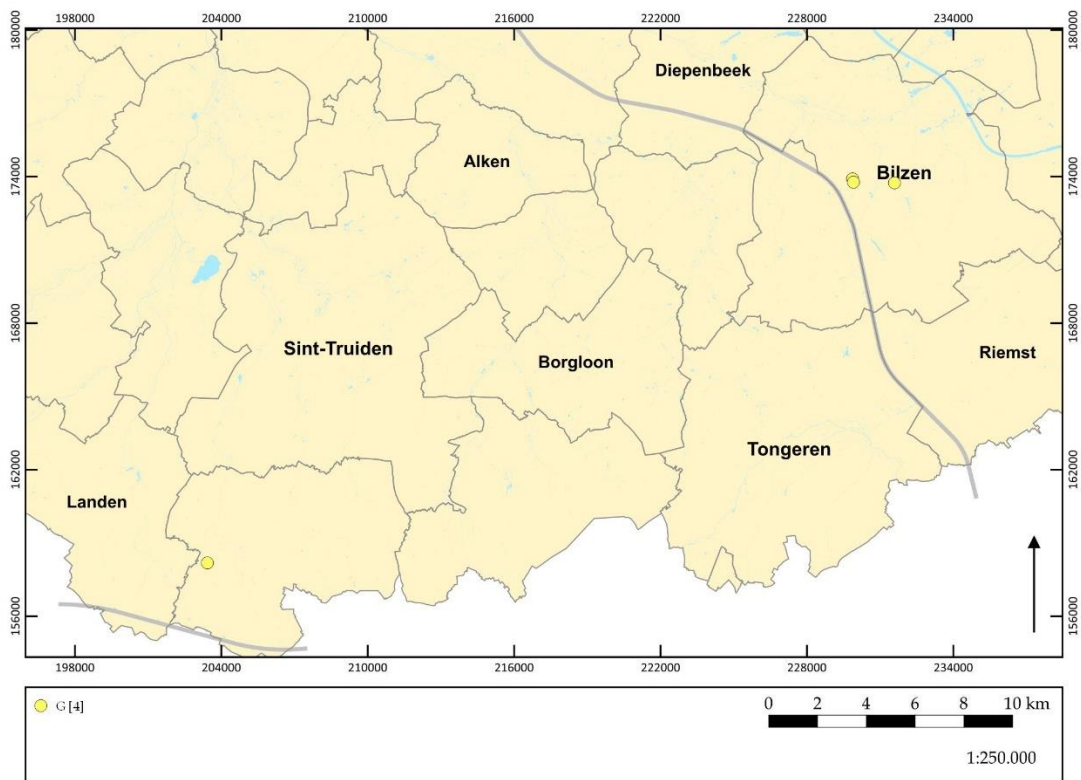 198000 204000 210000 216000 222000 228000 234000
180000 180000
Diepenbeek
Alken
Bilzen
174000 174000
168000 168000
Sint-Truiden
Borgloon
Riemst
Tongeren
162000 162000
Landen
156000 156000
198000 204000 210000 216000 222000 228000 234000
G [4]
0 2 4 6 8 10 km
1:250.000